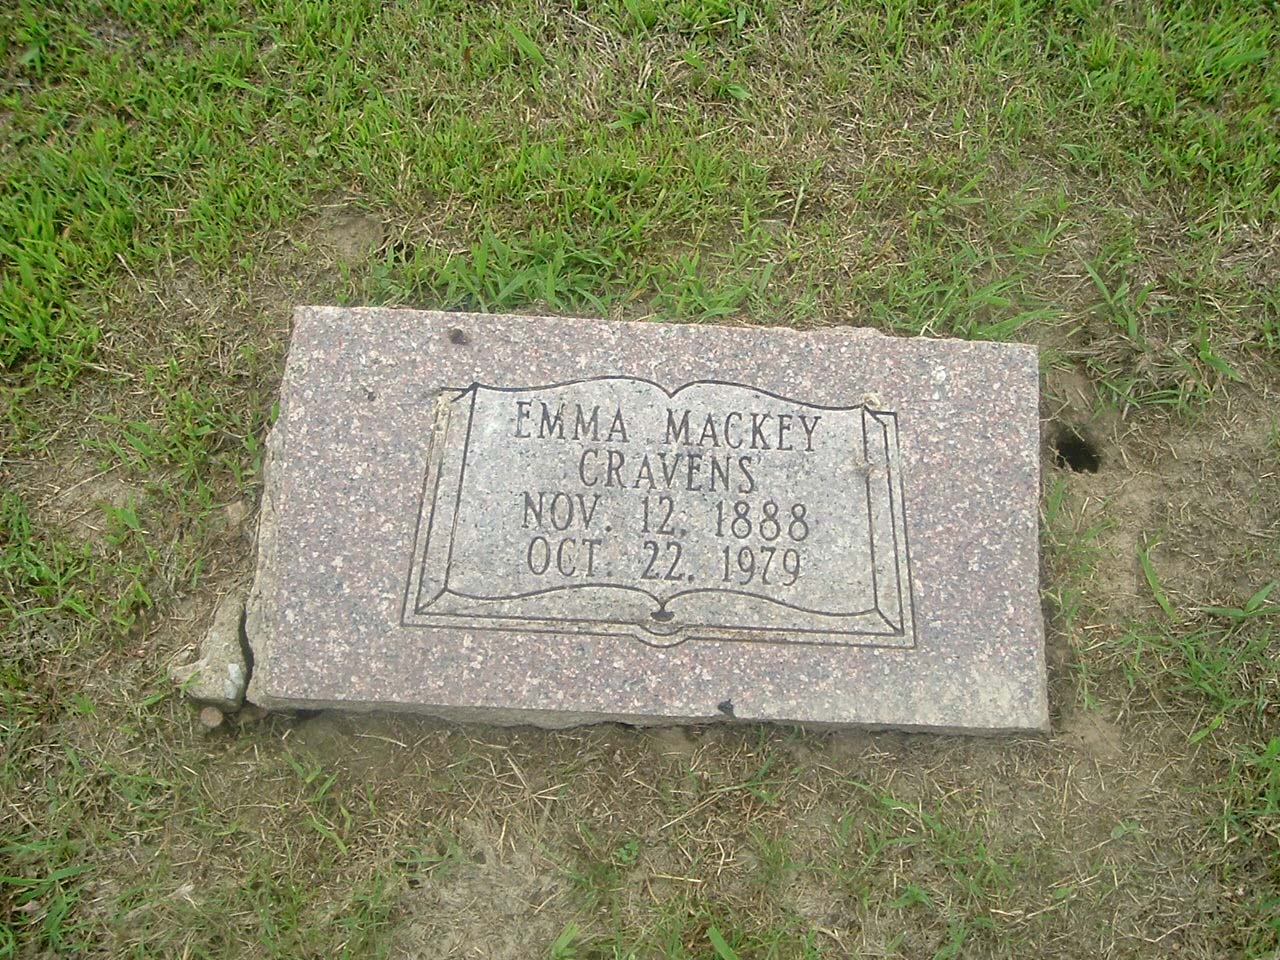 EMMA MACKEY
CRAVENS
NOV. 12, 1888
OCT. 22, 1979